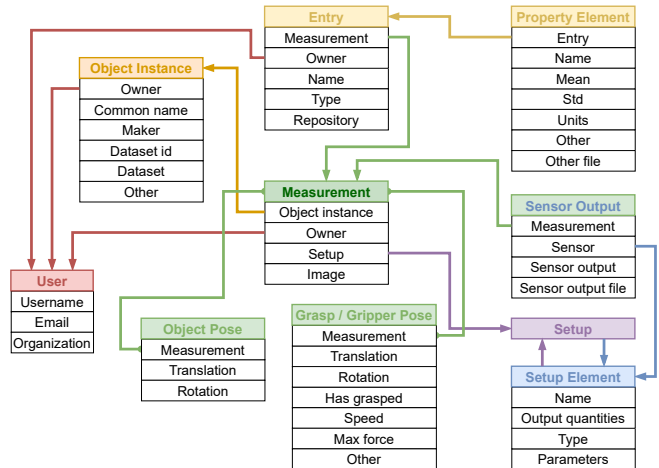 Entry
Measurement
Owner
Name
Type
Repository
Property Element
Entry
Name
Mean
Std
Units
Other
Other file
Object Instance
Owner
Common name
Maker
Dataset id
Dataset
Other
Measurement
Object instance
Owner
Setup
Image
Sensor Output
Measurement
Sensor
Sensor output
Sensor output file
User
Username
Email
Organization
Object Pose
Measurement
Translation
Rotation
Grasp / Gripper Pose
Measurement
Translation
Rotation
Has grasped
Speed
Max force
Other
Setup
Setup Element
Name
Output quantities
Type
Parameters